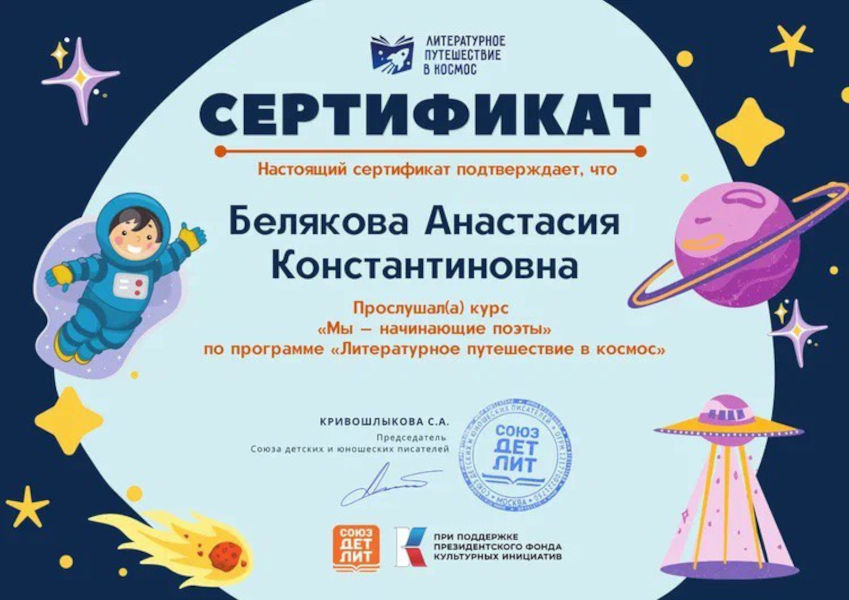 ЛИТЕРАТУРНОЕ
ПУТЕШЕСТВИЕ
В КОСМОС
СЕРТИФИКАТ
Настоящий сертификат подтверждает, что
Белякова Анастасия
Константиновна
Прослушал(а) курс
«Мы – начинающие поэты»
по программе «Литературное путешествие в космос»
КРИВОШЛЫКОВА С.А.
Председатель
Союза детских и юношеских писателей
СОЮЗ
ДЕТ
ЛИТ
МОСКВА
СОЮЗ
ДЕТ
ЛИТ
ПРИ ПОДДЕРЖКЕ
ПРЕЗИДЕНТСКОГО ФОНДА
КУЛЬТУРНЫХ ИНИЦИАТИВ